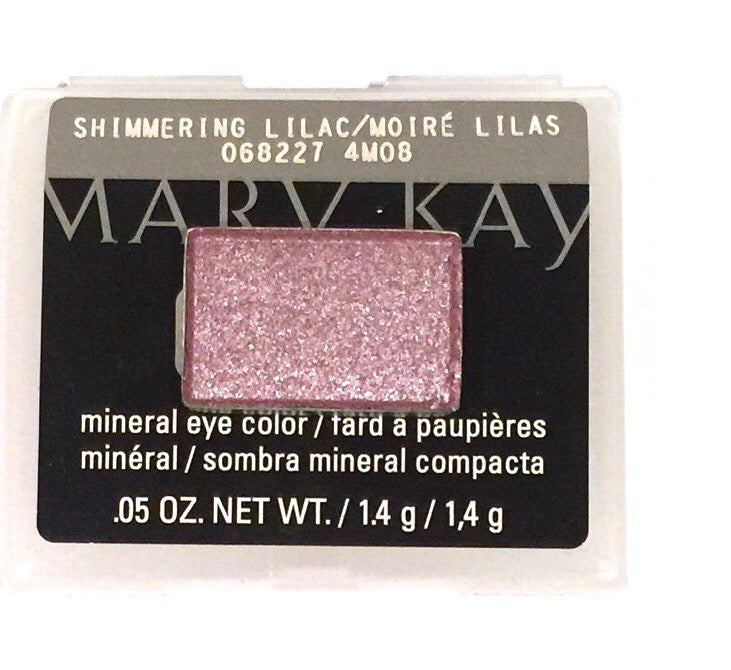 SHIMMERING LILAC/MOIRÉ LILAS
068227 4M08
MARY KAY
mineral eye color / fard à paupières
minéral / sombra mineral compacta
.05 OZ. NET WT. / 1.4 g / 1,4 g